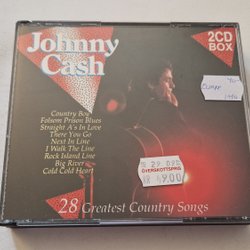 Johnny
Cash
2CD
BOX
Country Boy
Folsom Prison Blues
Straight A's In Love
There You Go
Next In Line
I Walk The Line
Rock Island Line
Big River
Cold Cold Heart
ÖVERSKOTTSPRIS
28 Greatest Country Songs